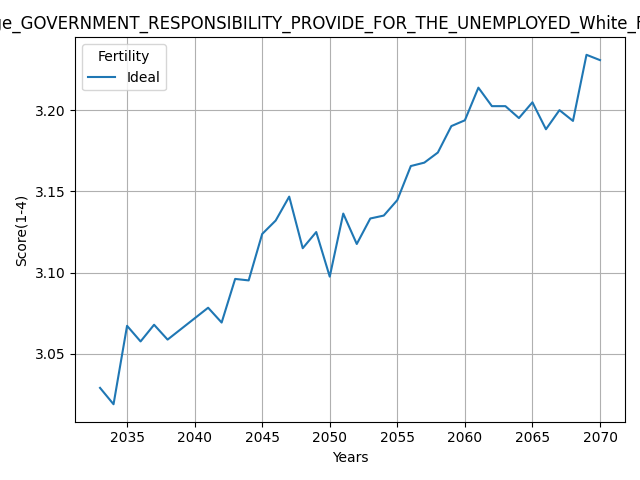 GOVERNMENT_RESPONSIBILITY_PROVIDE_FOR_THE_UNEMPLOYED_White_
Fertility
Ideal
3.20
3.15
3.10
3.05
Score(1-4)
2035 2040 2045 2050 2055 2060 2065 2070
Years